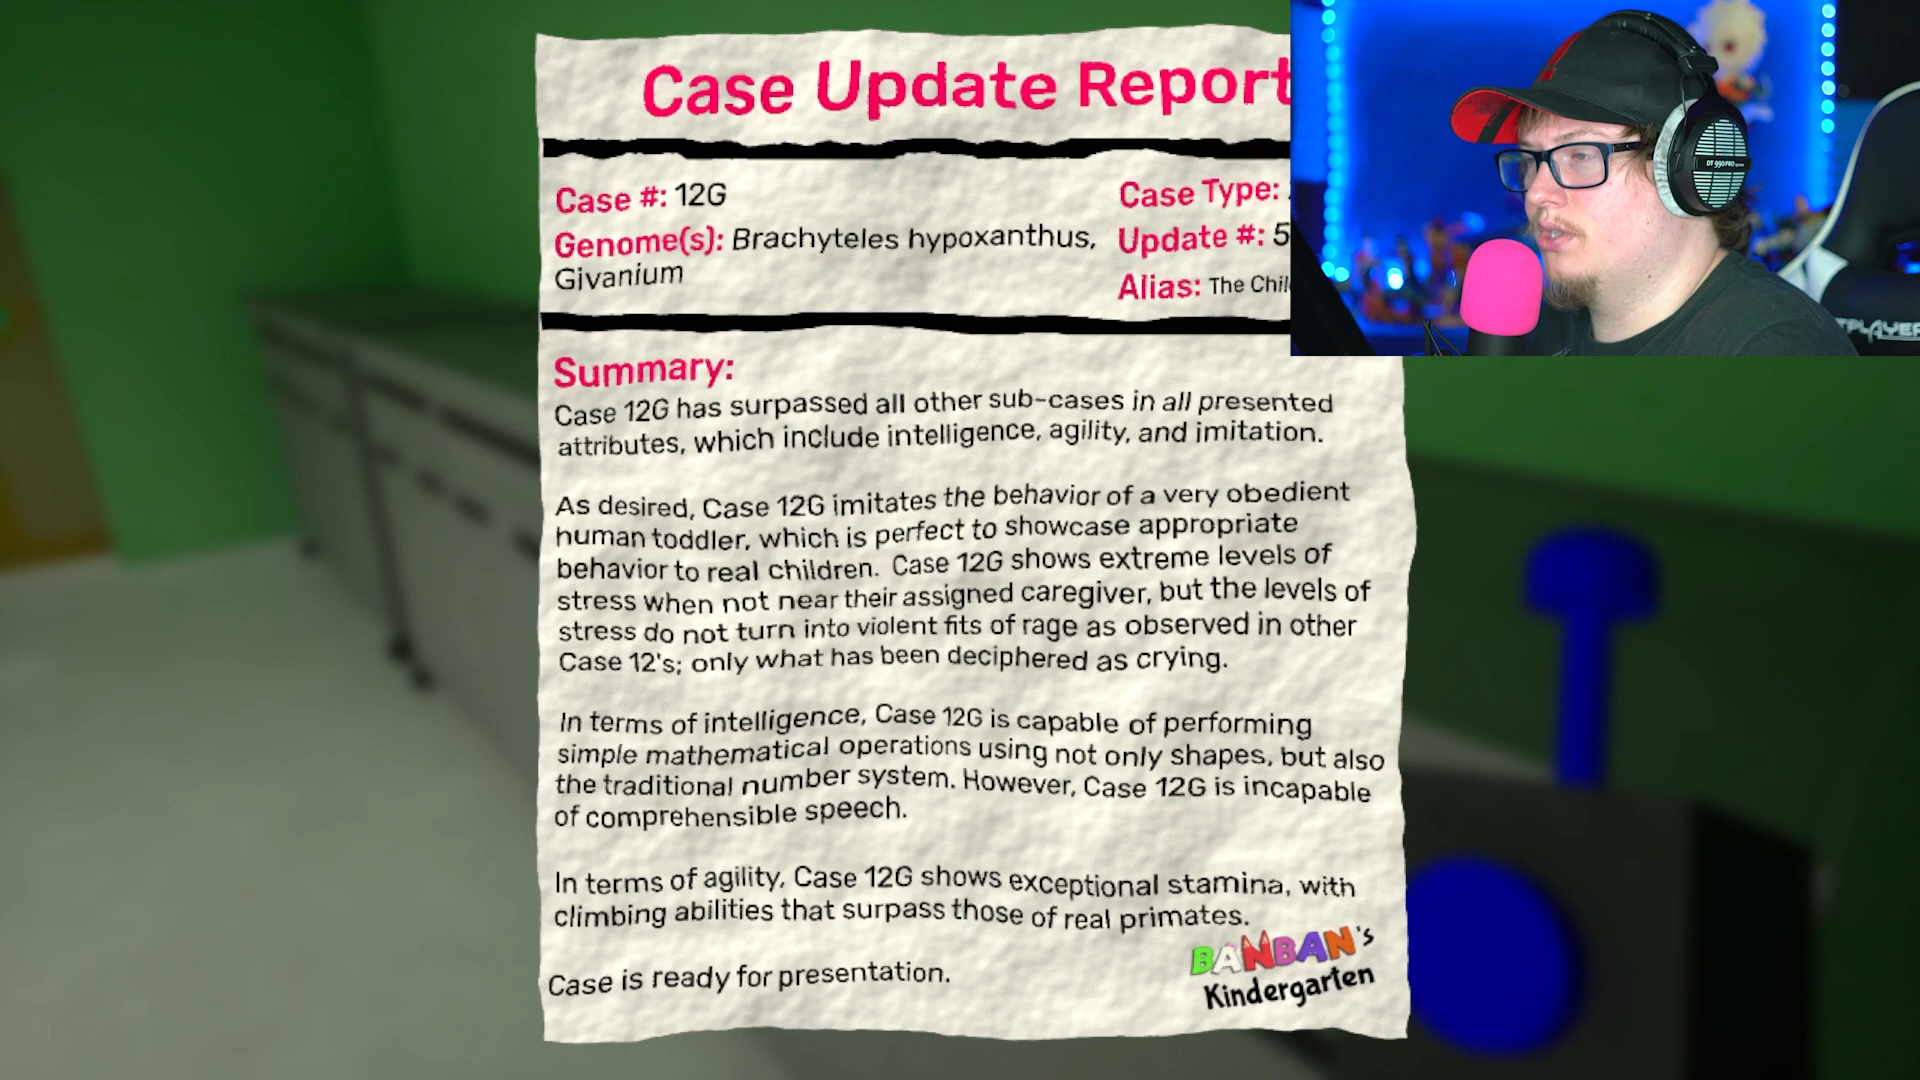 Case Update Report
Case #: 12G
Case Type:
Genome(s): Brachyteles hypoxanthus,
Givanium
Update #: 5
Alias: The
Summary:
Case 12G has surpassed all other sub-cases in all presented
attributes, which include intelligence, agility, and imitation.
As desired, Case 12G imitates the behavior of a very obedient
human toddler, which is perfect to showcase appropriate
behavior to real children. Case 12G shows extreme levels of
stress when not near their assigned caregiver, but the levels of
stress do not turn into violent fits of rage as observed in other
Case 12's; only what has been deciphered as crying.
In terms of intelligence, Case 12G is capable of performing
simple mathematical operations using not only shapes, but also
the traditional number system. However, Case 12G is incapable
of comprehensible speech.
In terms of agility, Case 12G shows exceptional stamina, with
climbing abilities that surpass those of real primates.
Case is ready for presentation.
BANBAN's
Kindergarten
DT 990 PRO